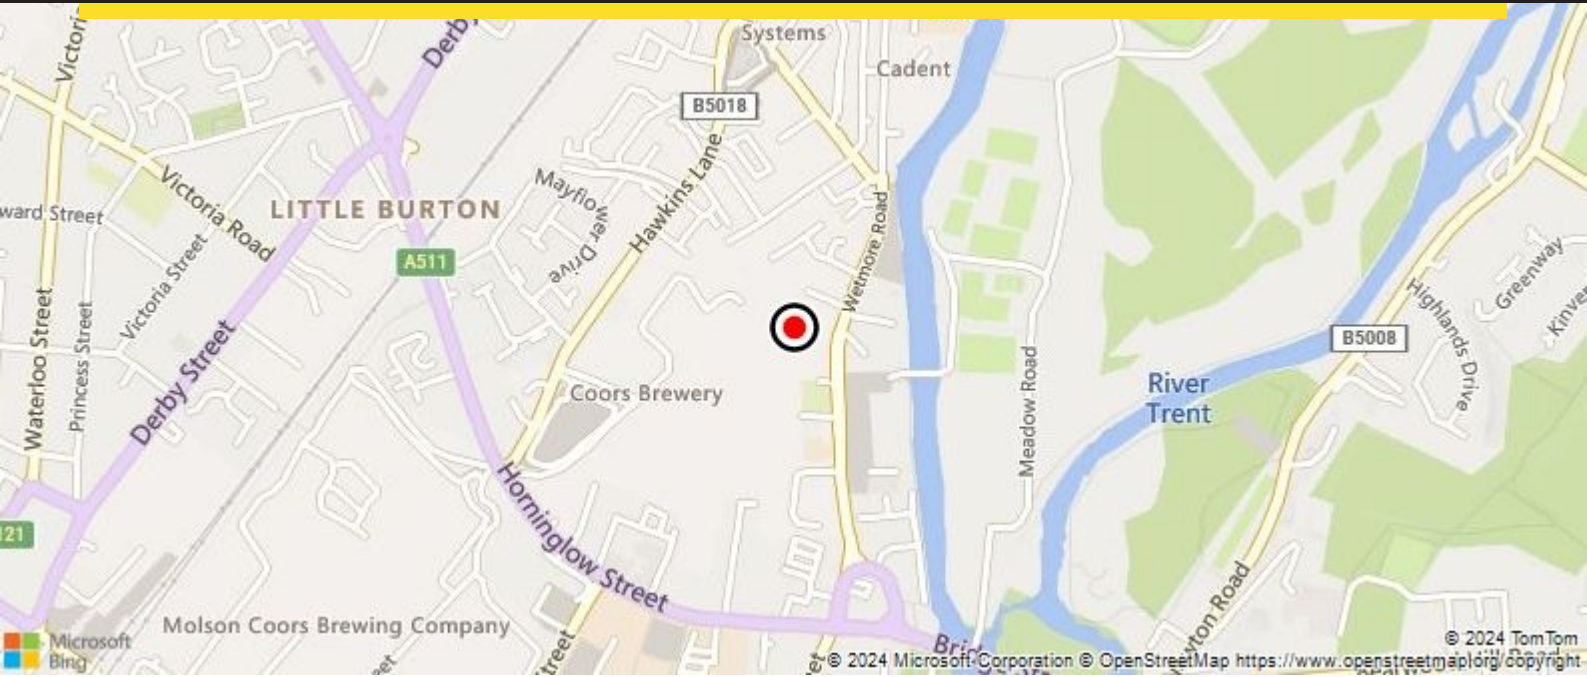 Systems
Derby
Victoria
Cadent
B5018
Hawkins Lane
Mayflower Drive
Victoria Road
LITTLE BURTON
Wetmore Road
ward Street
Victoria Street
A511
Highlands Drive
Greenway
Waterloo Street
Princess Street
Derby Street
B5008
Coors Brewery
River
Trent
Meadow Road
Horninglow Street
Molson Coors Brewing Company
Street
Microsoft
Bing
© 2024 TomTom
© 2024 Microsoft Corporation © OpenStreetMap https://www.openstreetmap.org/copyright